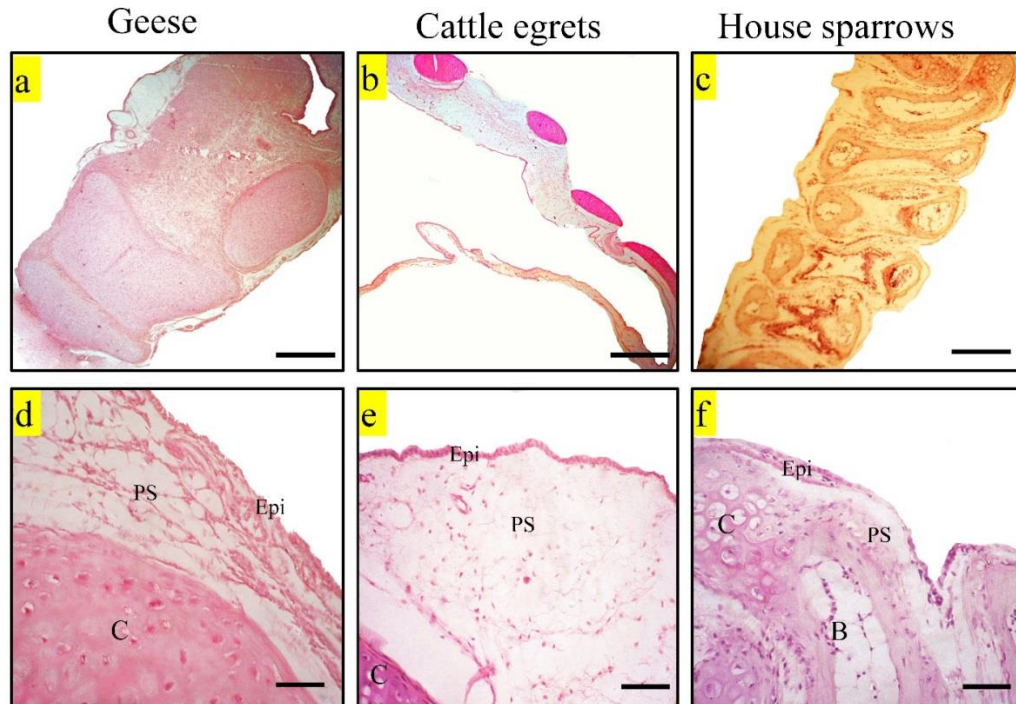 Geese Cattle egrets House sparrows
a b c
d e f
PS Epi C
Epi PS C
Epi C PS B